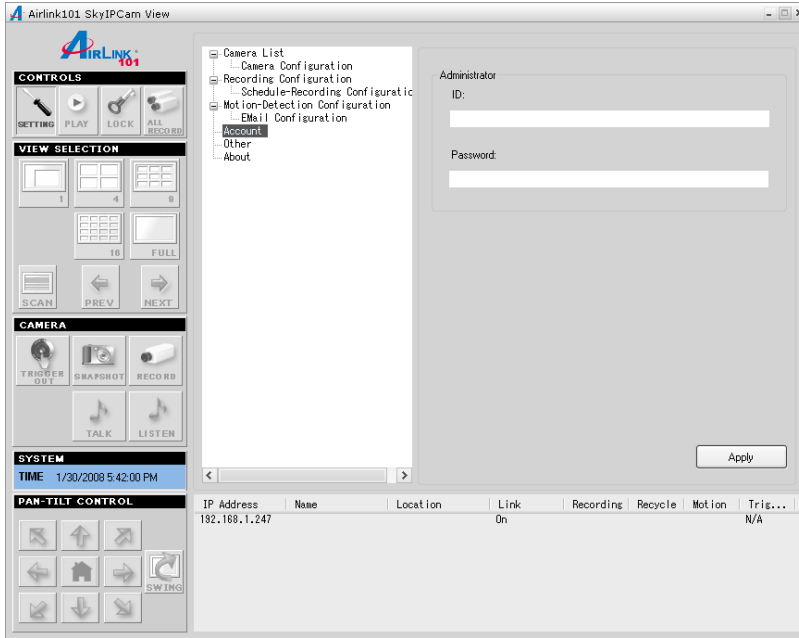 Airlink101 SkyIPCam View
AIRLINK
101
CONTROLS
SETTING PLAY LOCK ALL RECORD
VIEW SELECTION
1 4 9
16 FULL
SCAN PREV NEXT
CAMERA
TRIGGER OUT SNAPSHOT RECORD
TALK LISTEN
SYSTEM
TIME 1/30/2008 5:42:00 PM
PAN-TILT CONTROL
SWING
Camera List
Camera Configuration
Recording Configuration
Schedule-Recording Configuratic
Motion-Detection Configuration
EMail Configuration
Account
Other
About
Administrator
ID:
Password:
Apply
IP Address Name Location Link Recording Recycle Motion Trig...
192.168.1.247 On N/A